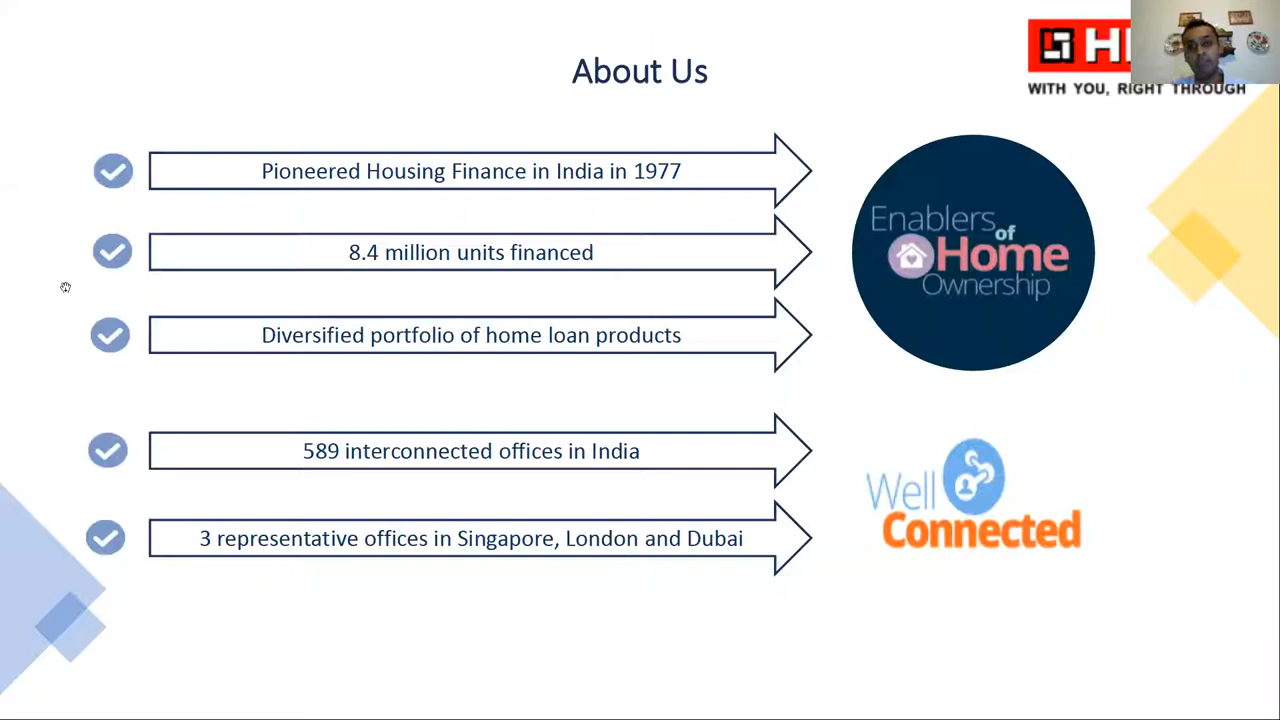 About Us
WITH YOU, RIGHT THROUGH
Pioneered Housing Finance in India in 1977
8.4 million units financed
Diversified portfolio of home loan products
Enablers
of
Home
Ownership
589 interconnected offices in India
3 representative offices in Singapore, London and Dubai
Well
Connected